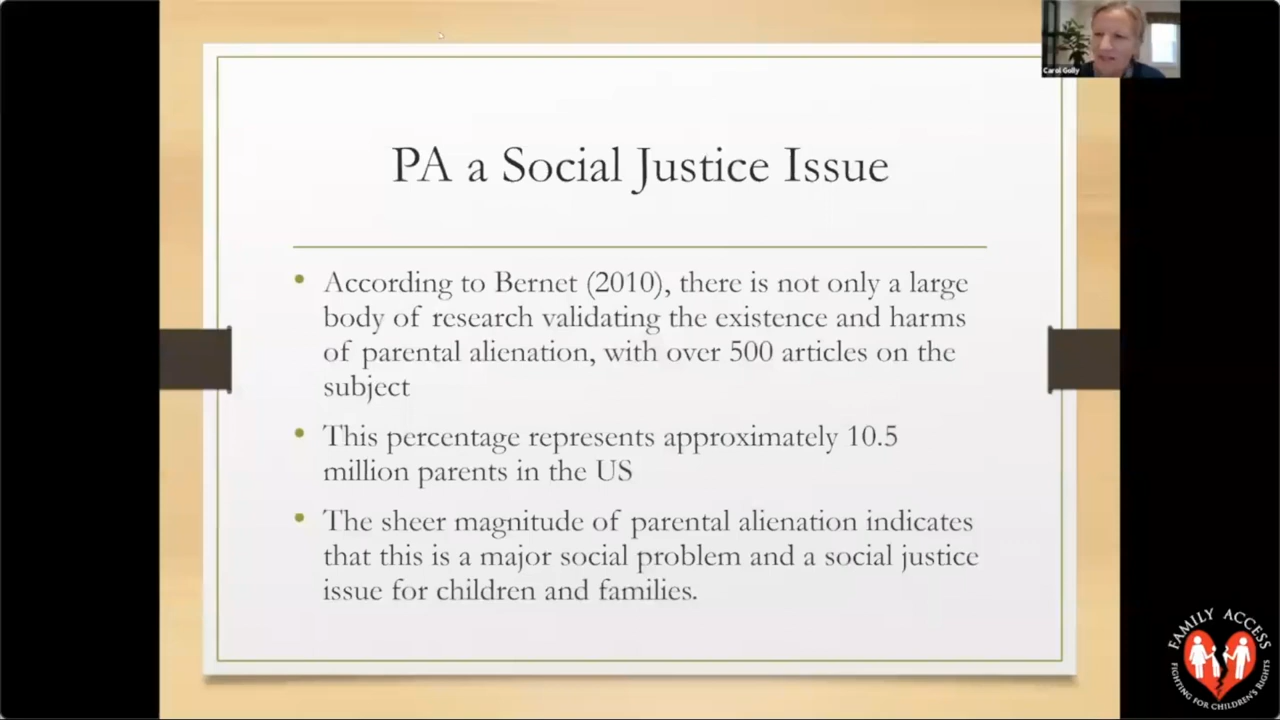 Carol Golly
PA a Social Justice Issue
• According to Bernet (2010), there is not only a large
body of research validating the existence and harms
of parental alienation, with over 500 articles on the
subject
• This percentage represents approximately 10.5
million parents in the US
• The sheer magnitude of parental alienation indicates
that this is a major social problem and a social justice
issue for children and families.
FAMILY ACCESS
FIGHTING FOR CHILDREN'S RIGHTS